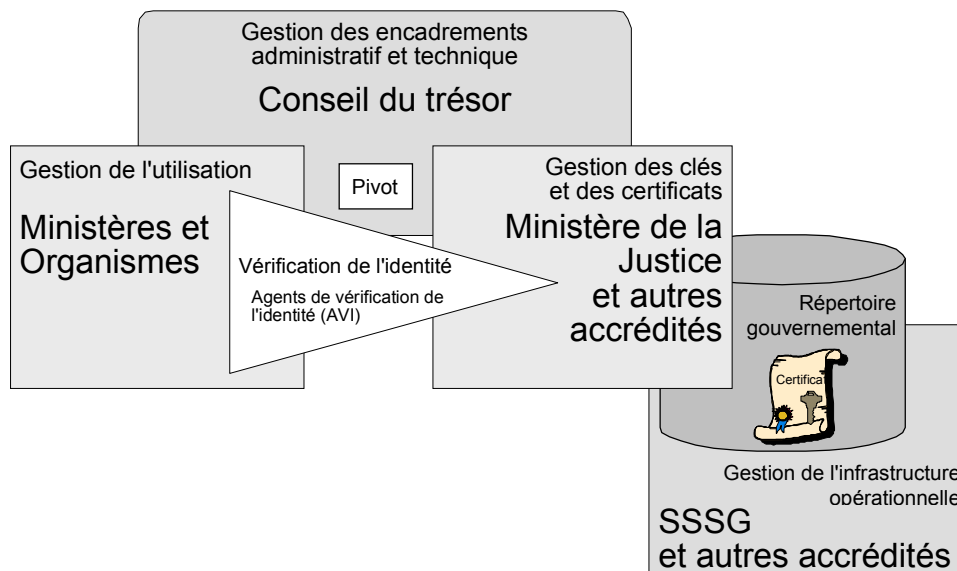 Gestion des encadrements
administratif et technique
Conseil du trésor
Gestion de l'utilisation
Ministères et
Organismes
Pivot
Gestion des clés
et des certificats
Ministère de la
Justice
et autres
accrédités
Vérification de l'identité
Agents de vérification de
l'identité (AVI)
Répertoire
gouvernemental
Certificat
Gestion de l'infrastructure
opérationnelle
SSSG
et autres accrédités